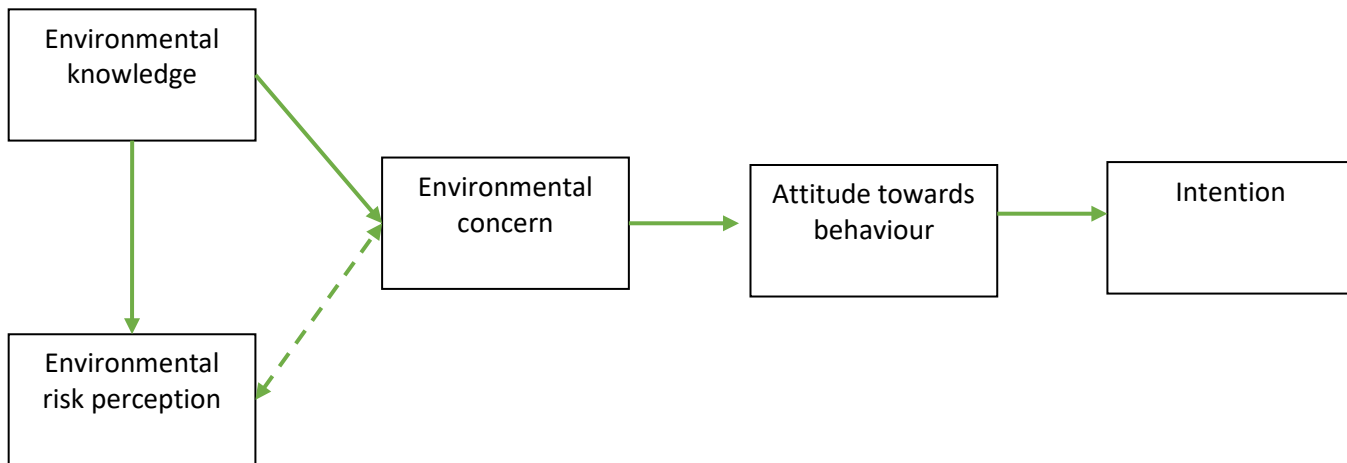 Environmental
knowledge
Environmental
concern
Attitude towards
behaviour
Intention
Environmental
risk perception